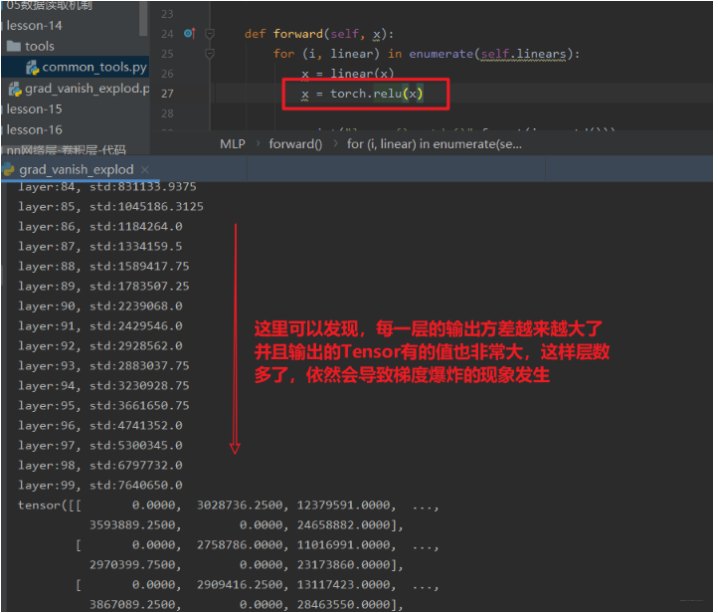 05数据读取机制
lesson-14
tools
common_tools.py
grad_vanish_explod.p
lesson-15
lesson-16
nn网络层-卷积层-代码
23
24 def forward(self, x):
25 for (i, linear) in enumerate(self.linears):
26 x = linear(x)
27 x = torch.relu(x)
28
MLP › forward() › for (i, linear) in enumerate(se...
grad_vanish_explod ×
layer:84, std:831133.9375
layer:85, std:1045186.3125
layer:86, std:1184264.0
layer:87, std:1334159.5
layer:88, std:1589417.75
layer:89, std:1783507.25
layer:90, std:2239068.0
layer:91, std:2429546.0
layer:92, std:2928562.0
layer:93, std:2883037.75
layer:94, std:3230928.75
layer:95, std:3661650.75
layer:96, std:4741352.0
layer:97, std:5300345.0
layer:98, std:6797732.0
layer:99, std:7640650.0
这里可以发现，每一层的输出方差越来越大了
并且输出的Tensor有的值也非常大，这样层数
多了，依然会导致梯度爆炸的现象发生
tensor([[ 0.0000, 3028736.2500, 12379591.0000, ...,
3593889.2500, 0.0000, 24658882.0000],
[ 0.0000, 2758786.0000, 11016991.0000, ...,
2970399.7500, 0.0000, 23173860.0000],
[ 0.0000, 2909416.2500, 13117423.0000, ...,
3867089.2500, 0.0000, 28463550.0000],